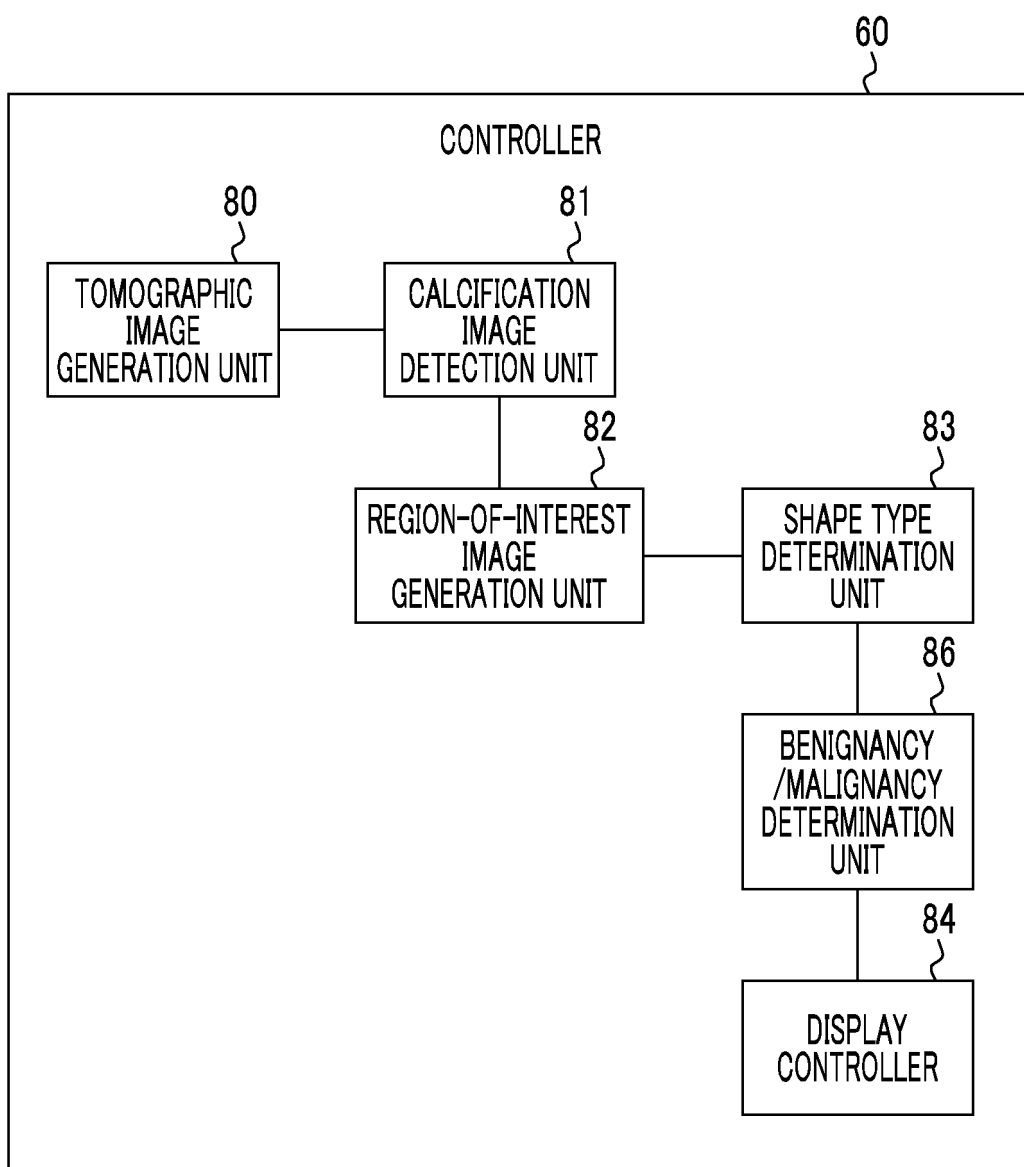 60
CONTROLLER
80
TOMOGRAPHIC
IMAGE
GENERATION UNIT
81
CALCIFICATION
IMAGE
DETECTION UNIT
82
REGION-OF-INTEREST
IMAGE
GENERATION UNIT
83
SHAPE TYPE
DETERMINATION
UNIT
86
BENIGNANCY
/MALIGNANCY
DETERMINATION
UNIT
84
DISPLAY
CONTROLLER